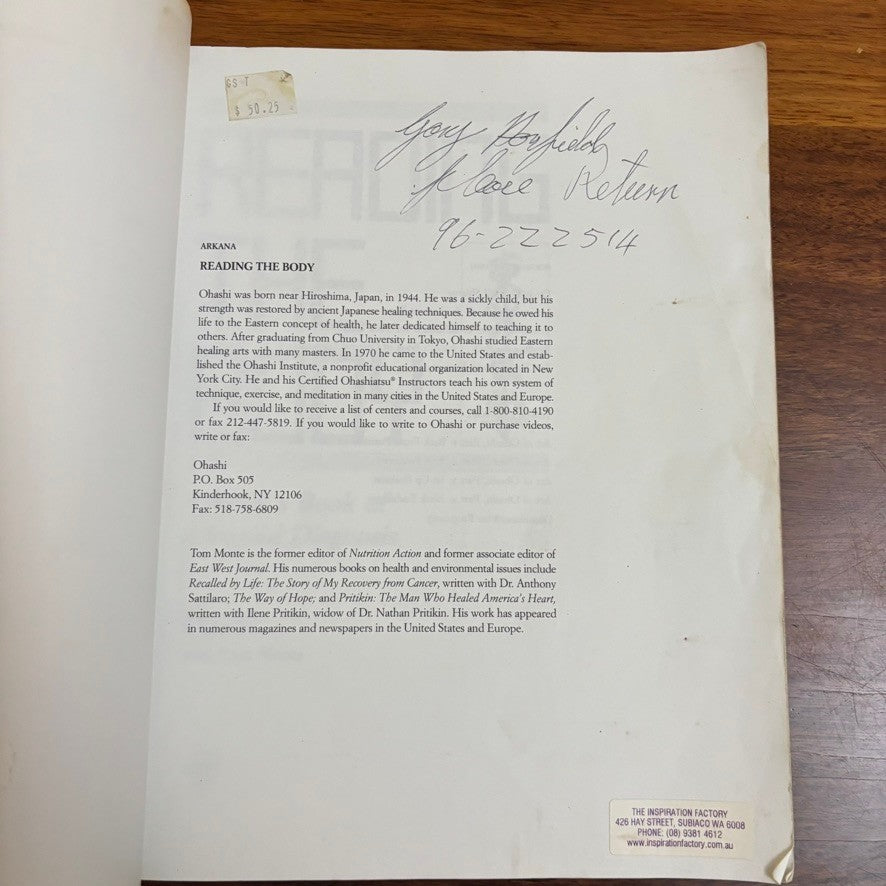 GST
$ 50.25
Gary Horfield
Please Return
96-222514
ARKANA
READING THE BODY
Ohashi was born near Hiroshima, Japan, in 1944. He was a sickly child, but his
strength was restored by ancient Japanese healing techniques. Because he owed his
life to the Eastern concept of health, he later dedicated himself to teaching it to
others. After graduating from Chuo University in Tokyo, Ohashi studied Eastern
healing arts with many masters. In 1970 he came to the United States and estab-
lished the Ohashi Institute, a nonprofit educational organization located in New
York City. He and his Certified Ohashiatsu® Instructors teach his own system of
technique, exercise, and meditation in many cities in the United States and Europe.
If you would like to receive a list of centers and courses, call 1-800-810-4190
or fax 212-447-5819. If you would like to write to Ohashi or purchase videos,
write or fax:
Ohashi
P.O. Box 505
Kinderhook, NY 12106
Fax: 518-758-6809
Tom Monte is the former editor of Nutrition Action and former associate editor of
East West Journal. His numerous books on health and environmental issues include
Recalled by Life: The Story of My Recovery from Cancer, written with Dr. Anthony
Sattilaro; The Way of Hope; and Pritikin: The Man Who Healed America's Heart,
written with Ilene Pritikin, widow of Dr. Nathan Pritikin. His work has appeared
in numerous magazines and newspapers in the United States and Europe.
THE INSPIRATION FACTORY
426 HAY STREET, SUBIACO WA 6008
PHONE: (08) 9381 4612
www.inspirationfactory.com.au